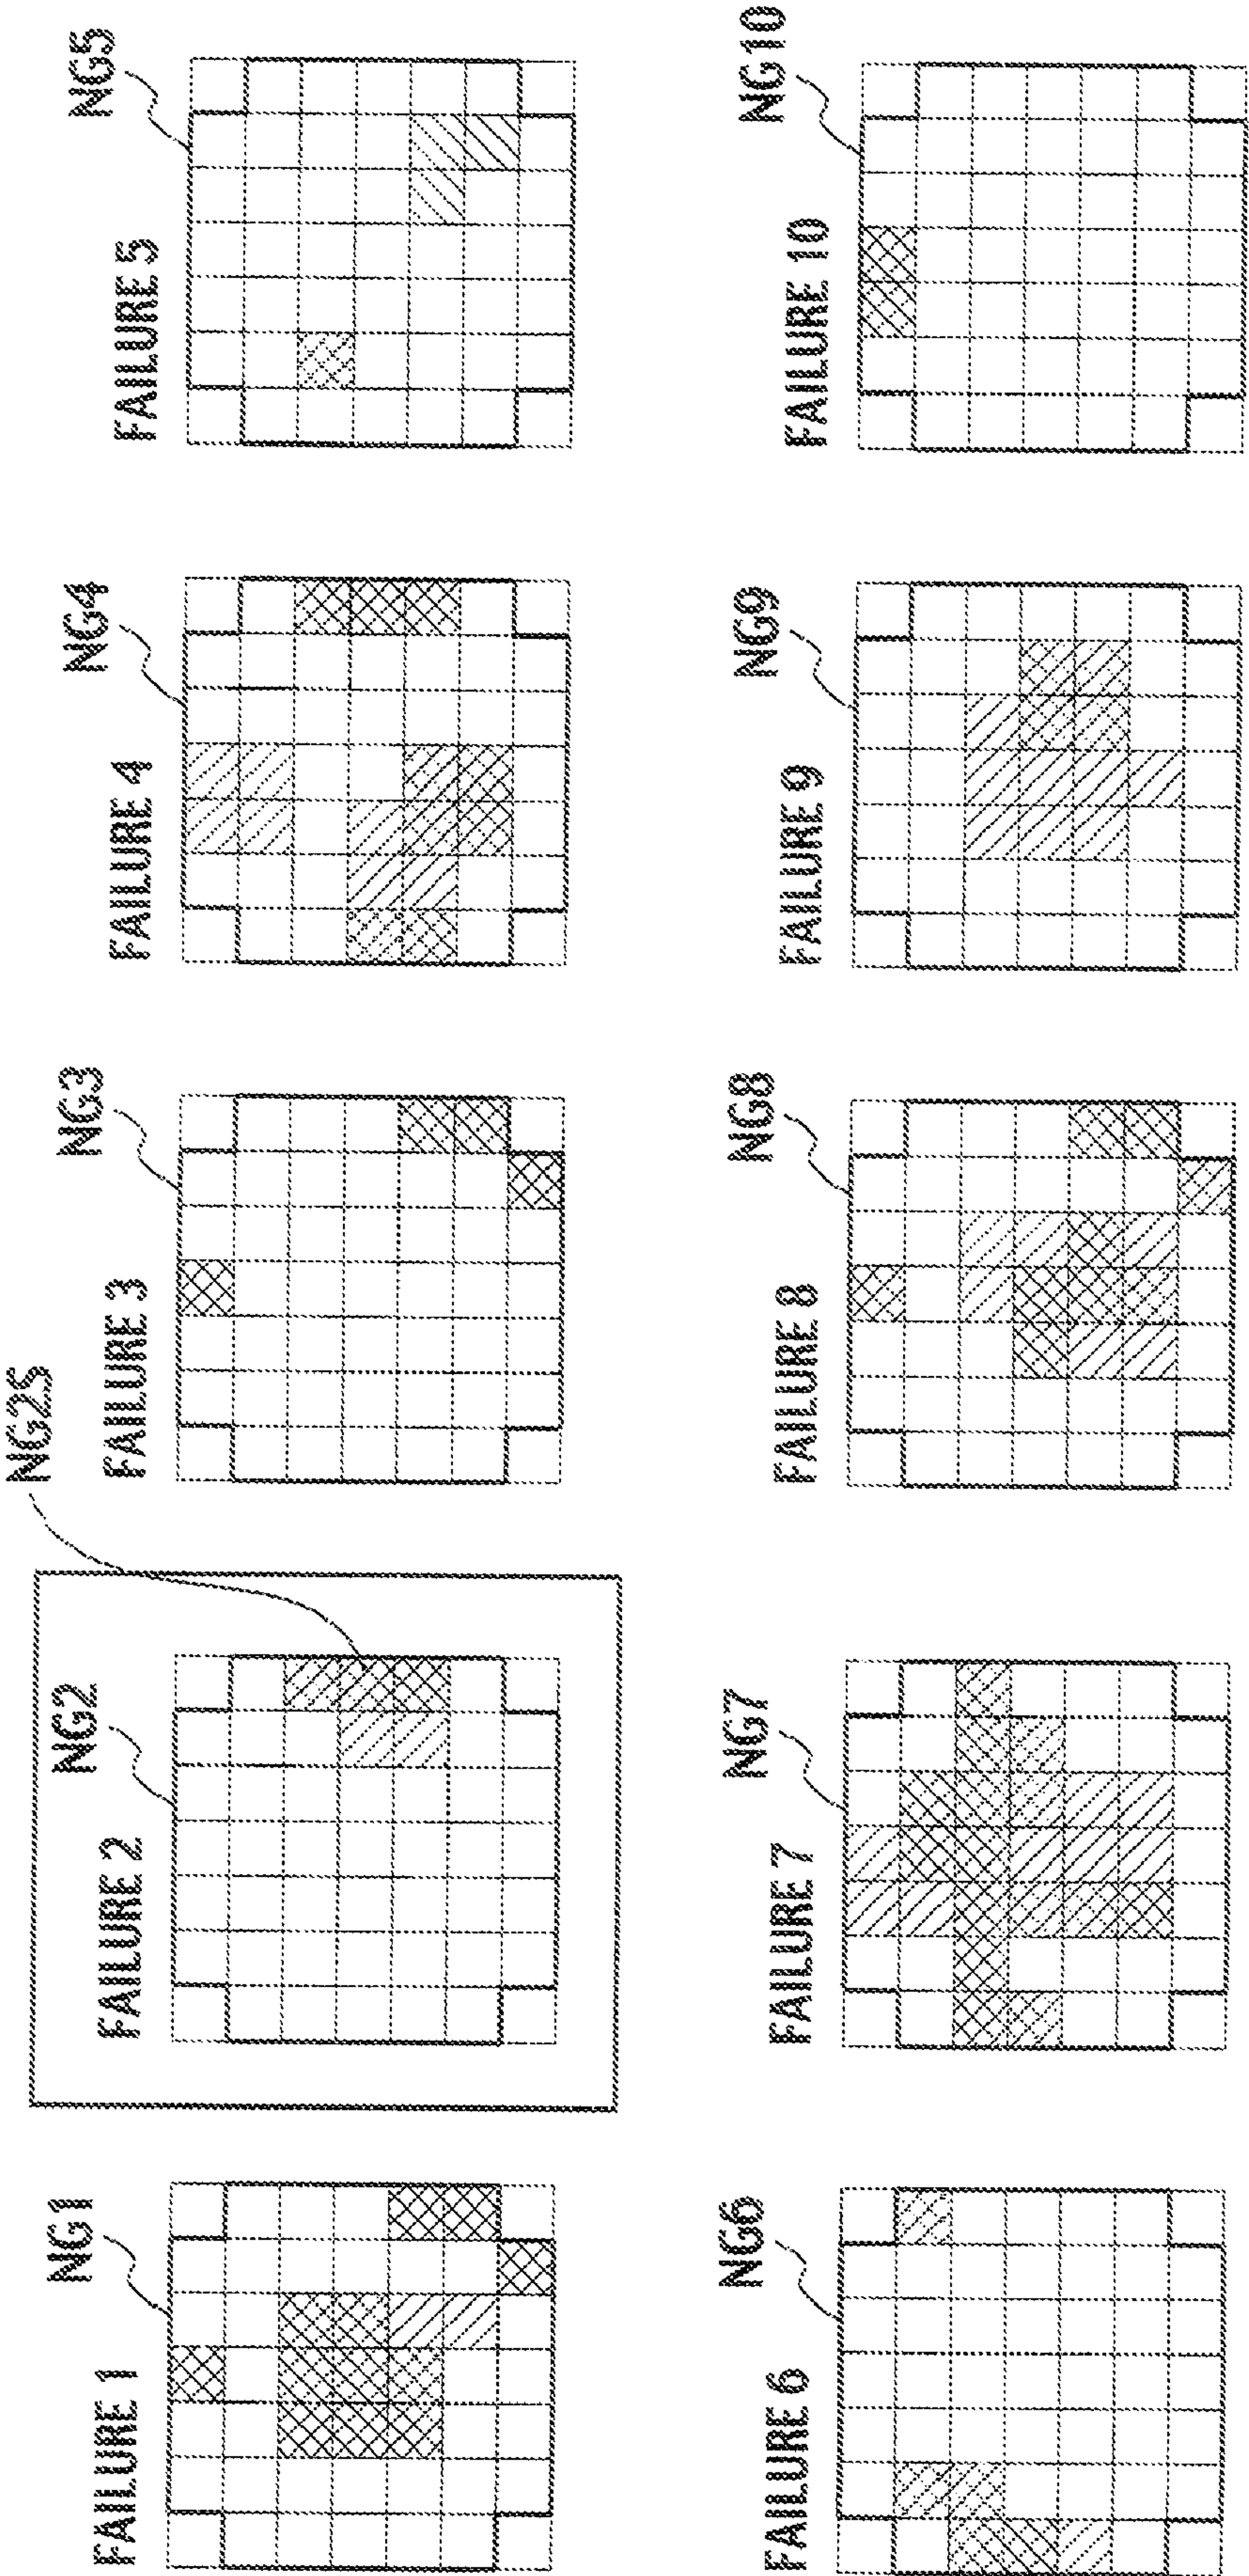 FAILURE 1
NG1
FAILURE 2
NG2
NG2S
FAILURE 3
NG3
FAILURE 4
NG4
FAILURE 5
NG5
FAILURE 6
NG6
FAILURE 7
NG7
FAILURE 8
NG8
FAILURE 9
NG9
FAILURE 10
NG10